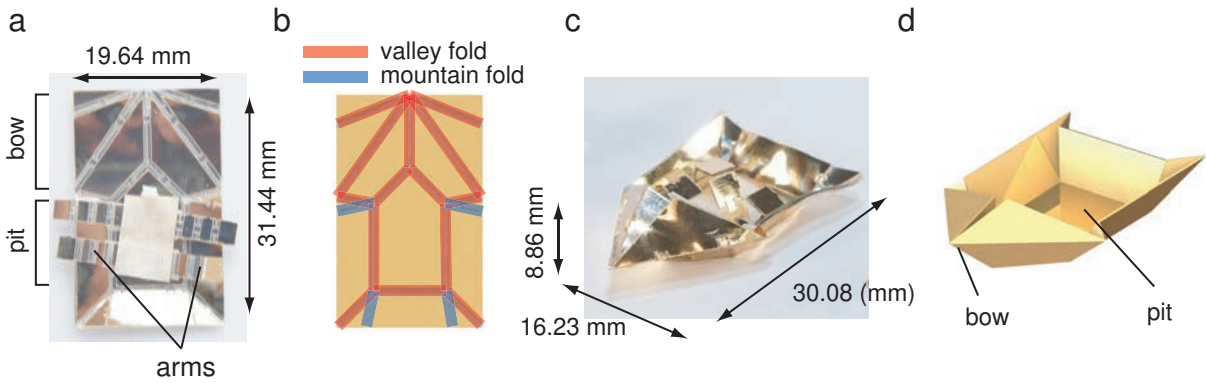 a
b
c
d
19.64 mm
valley fold
mountain fold
bow
pit
31.44 mm
arms
8.86 mm
16.23 mm
30.08 (mm)
bow
pit